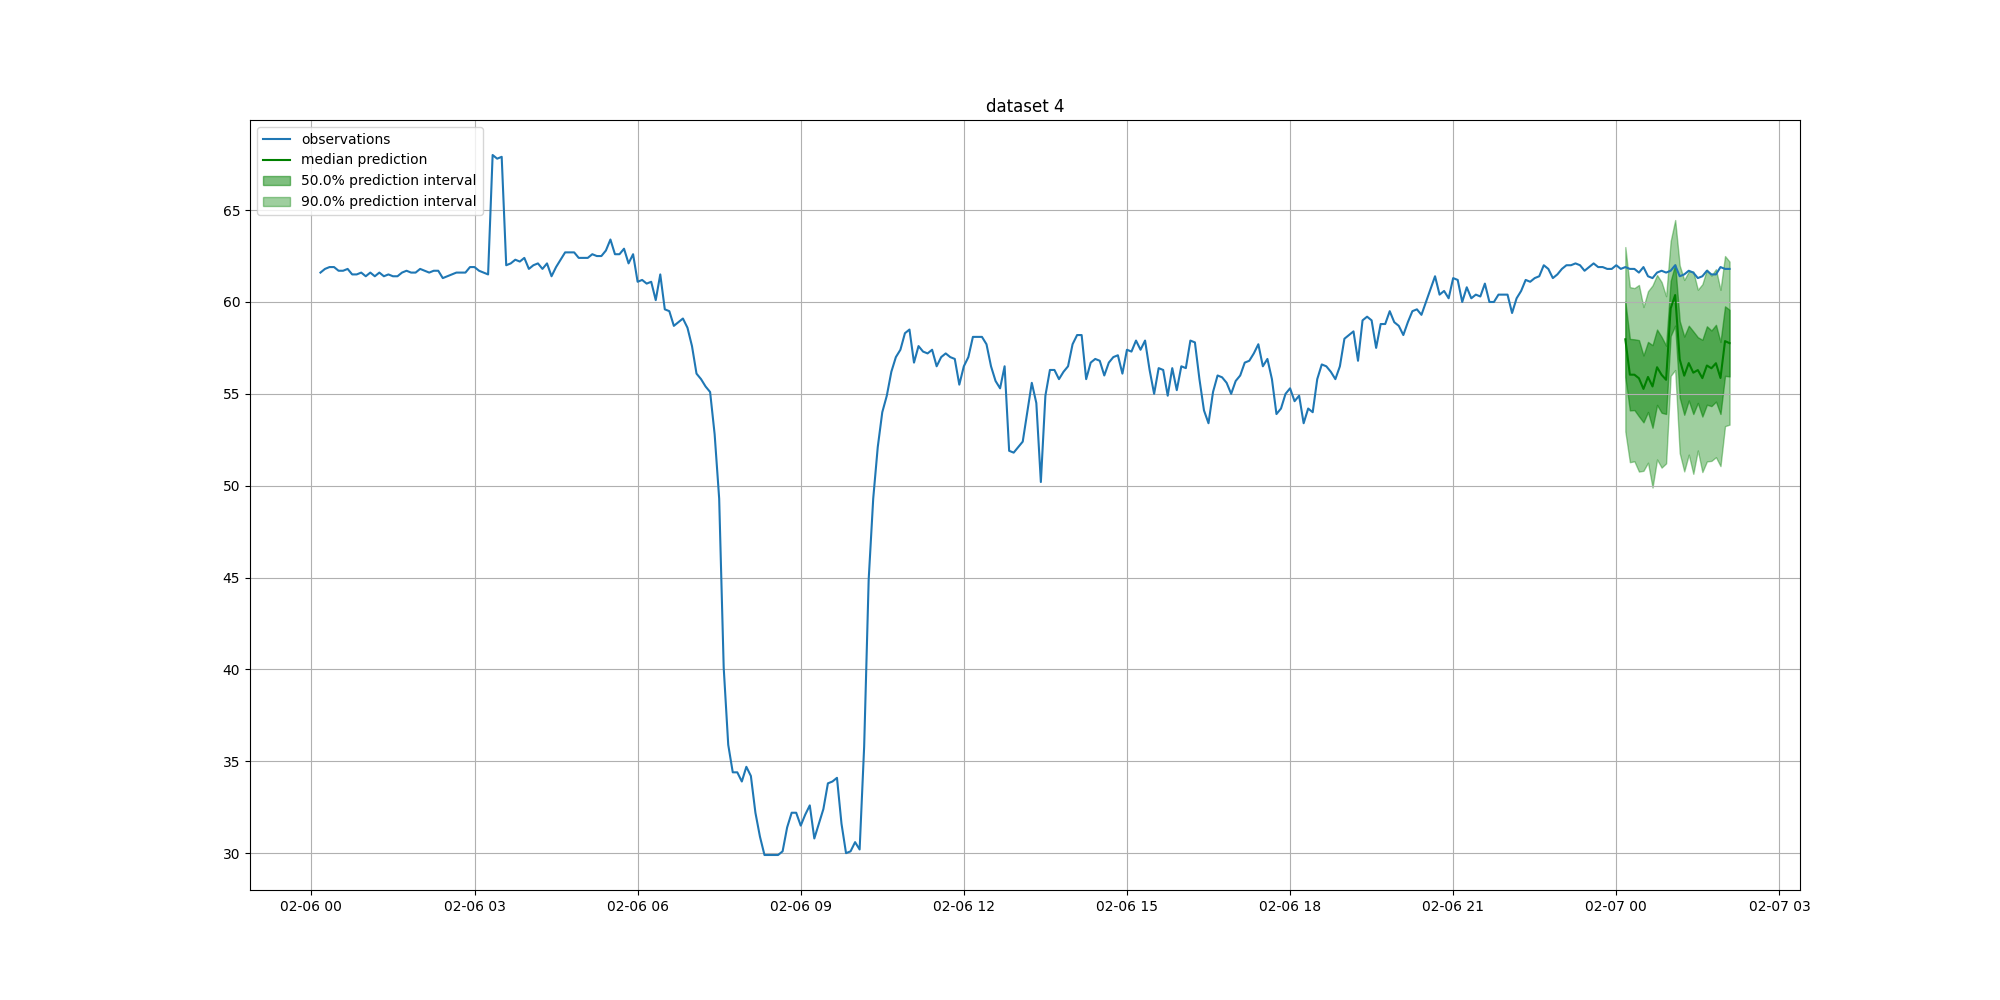 dataset 4
observations
median prediction
50.0% prediction interval
90.0% prediction interval
65
60
55
50
45
40
35
30
02-06 00 02-06 03 02-06 06 02-06 09 02-06 12 02-06 15 02-06 18 02-06 21 02-07 00 02-07 03